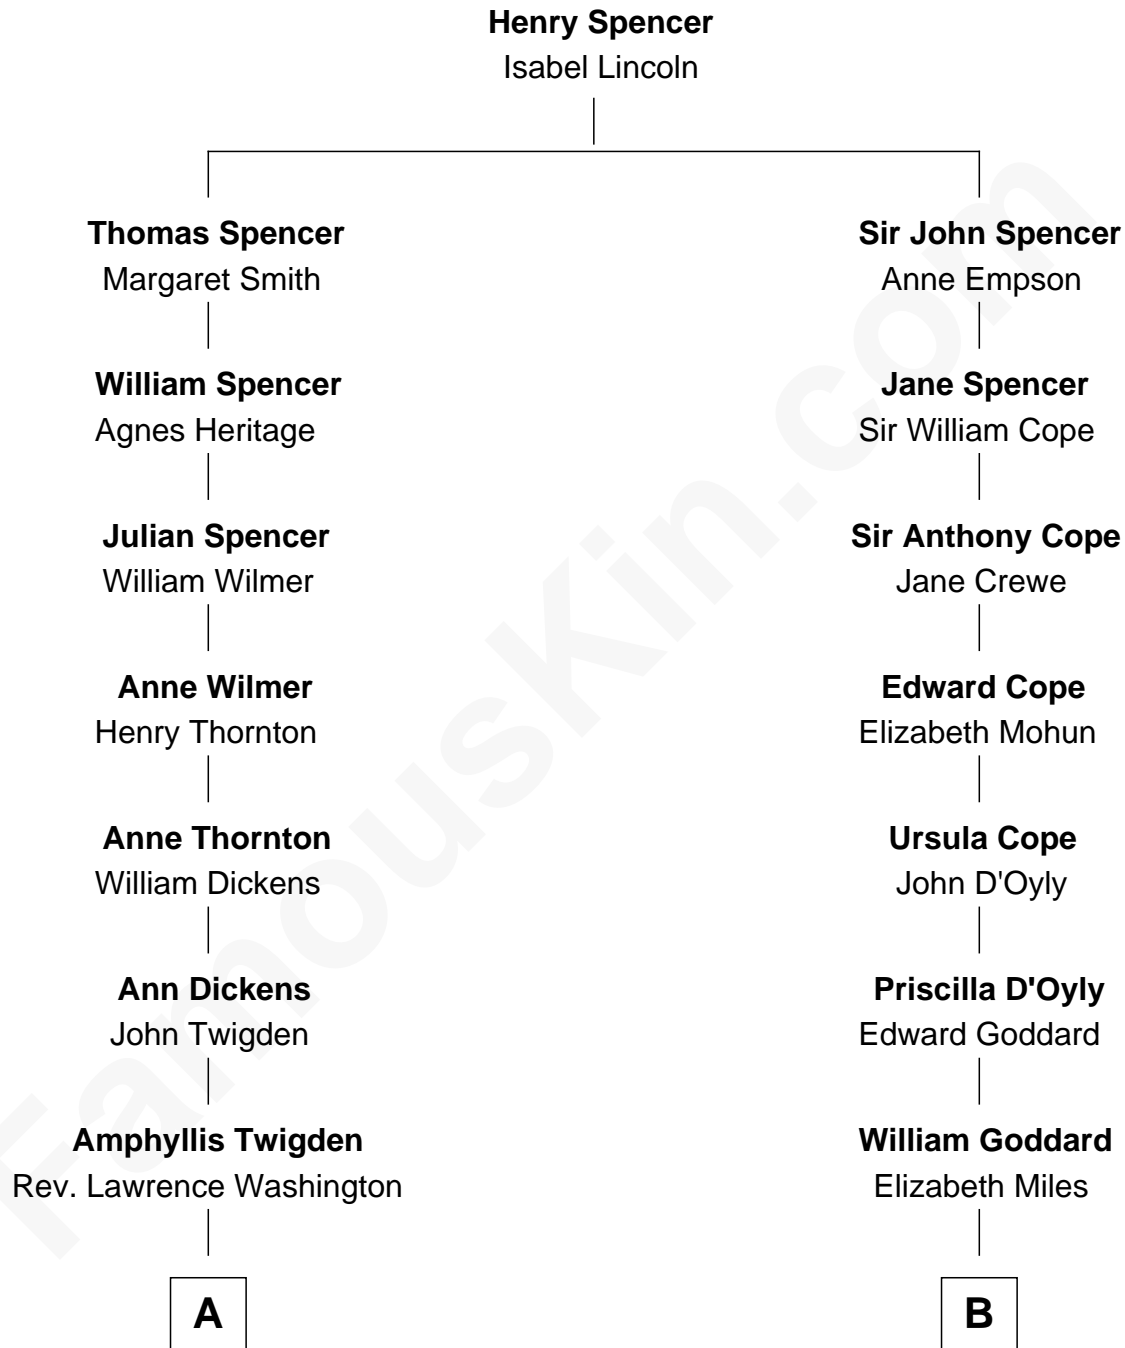 Henry Spencer
Isabel Lincoln
Thomas Spencer
Margaret Smith
William Spencer
Agnes Heritage
Julian Spencer
William Wilmer
Anne Wilmer
Henry Thornton
Anne Thornton
William Dickens
Ann Dickens
John Twigden
Amphyllis Twigden
Rev. Lawrence Washington
A
Sir John Spencer
Anne Empson
Jane Spencer
Sir William Cope
Sir Anthony Cope
Jane Crewe
Edward Cope
Elizabeth Mohun
Ursula Cope
John D'Oyly
Priscilla D'Oyly
Edward Goddard
William Goddard
Elizabeth Miles
B
FamousKin.com